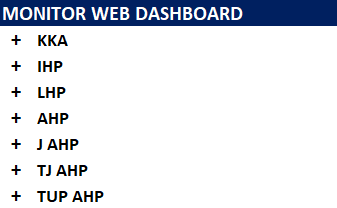 MONITOR WEB DASHBOARD
+ KKA
+ IHP
+ LHP
+ AHP
+ J AHP
+ TJ AHP
+ TUP AHP